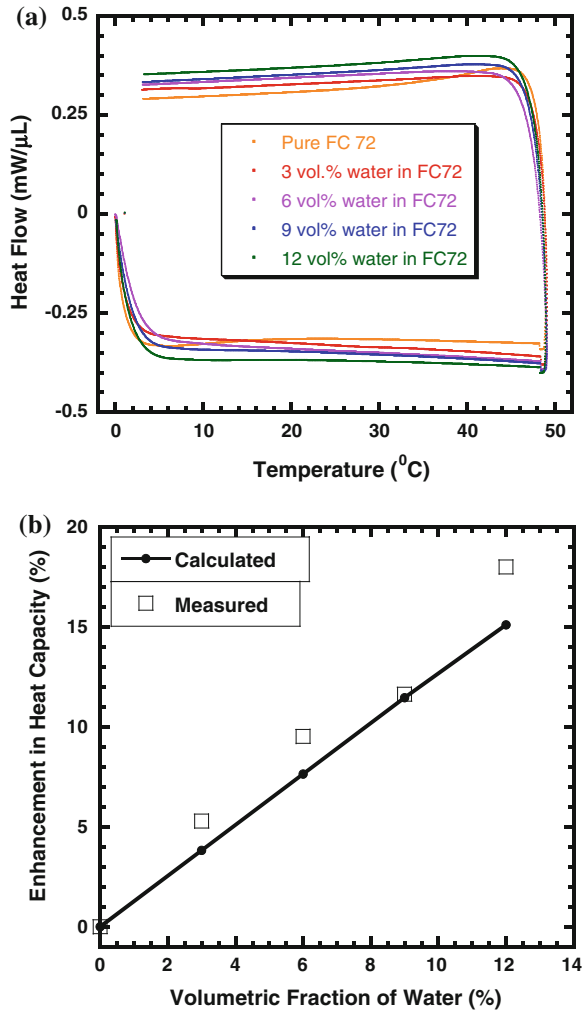 (a)
0.5
0.25
0
-0.25
-0.5
Heat Flow (mW/μL)
Pure FC 72
3 vol.% water in FC72
6 vol% water in FC72
9 vol% water in FC72
12 vol% water in FC72
0 10 20 30 40 50
Temperature (⁰C)
(b)
20
15
10
5
0
Enhancement in Heat Capacity (%)
Calculated
Measured
0 2 4 6 8 10 12 14
Volumetric Fraction of Water (%)